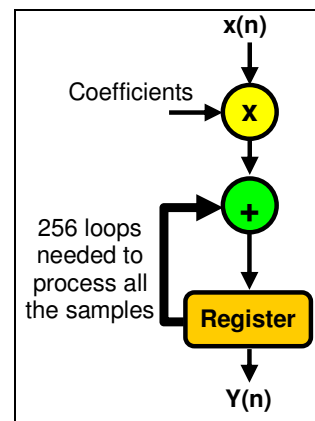 x(n)
Coefficients
x
+
256 loops
needed to
process all
the samples
Register
Y(n)